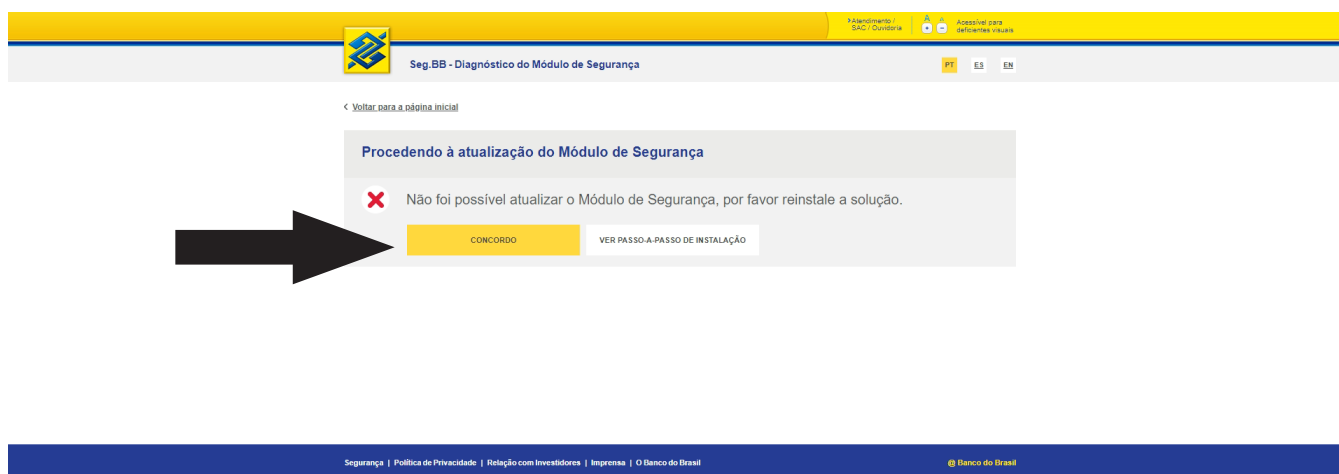 Atendimento /
SAC / Ouvidoria
A A
+ -
Acessível para
deficientes visuais
Seg.BB - Diagnóstico do Módulo de Segurança
PT ES EN
< Voltar para a página inicial
Procedendo à atualização do Módulo de Segurança
Não foi possível atualizar o Módulo de Segurança, por favor reinstale a solução.
CONCORDO
VER PASSO-A-PASSO DE INSTALAÇÃO
Segurança | Política de Privacidade | Relação com Investidores | Imprensa | O Banco do Brasil
@ Banco do Brasil